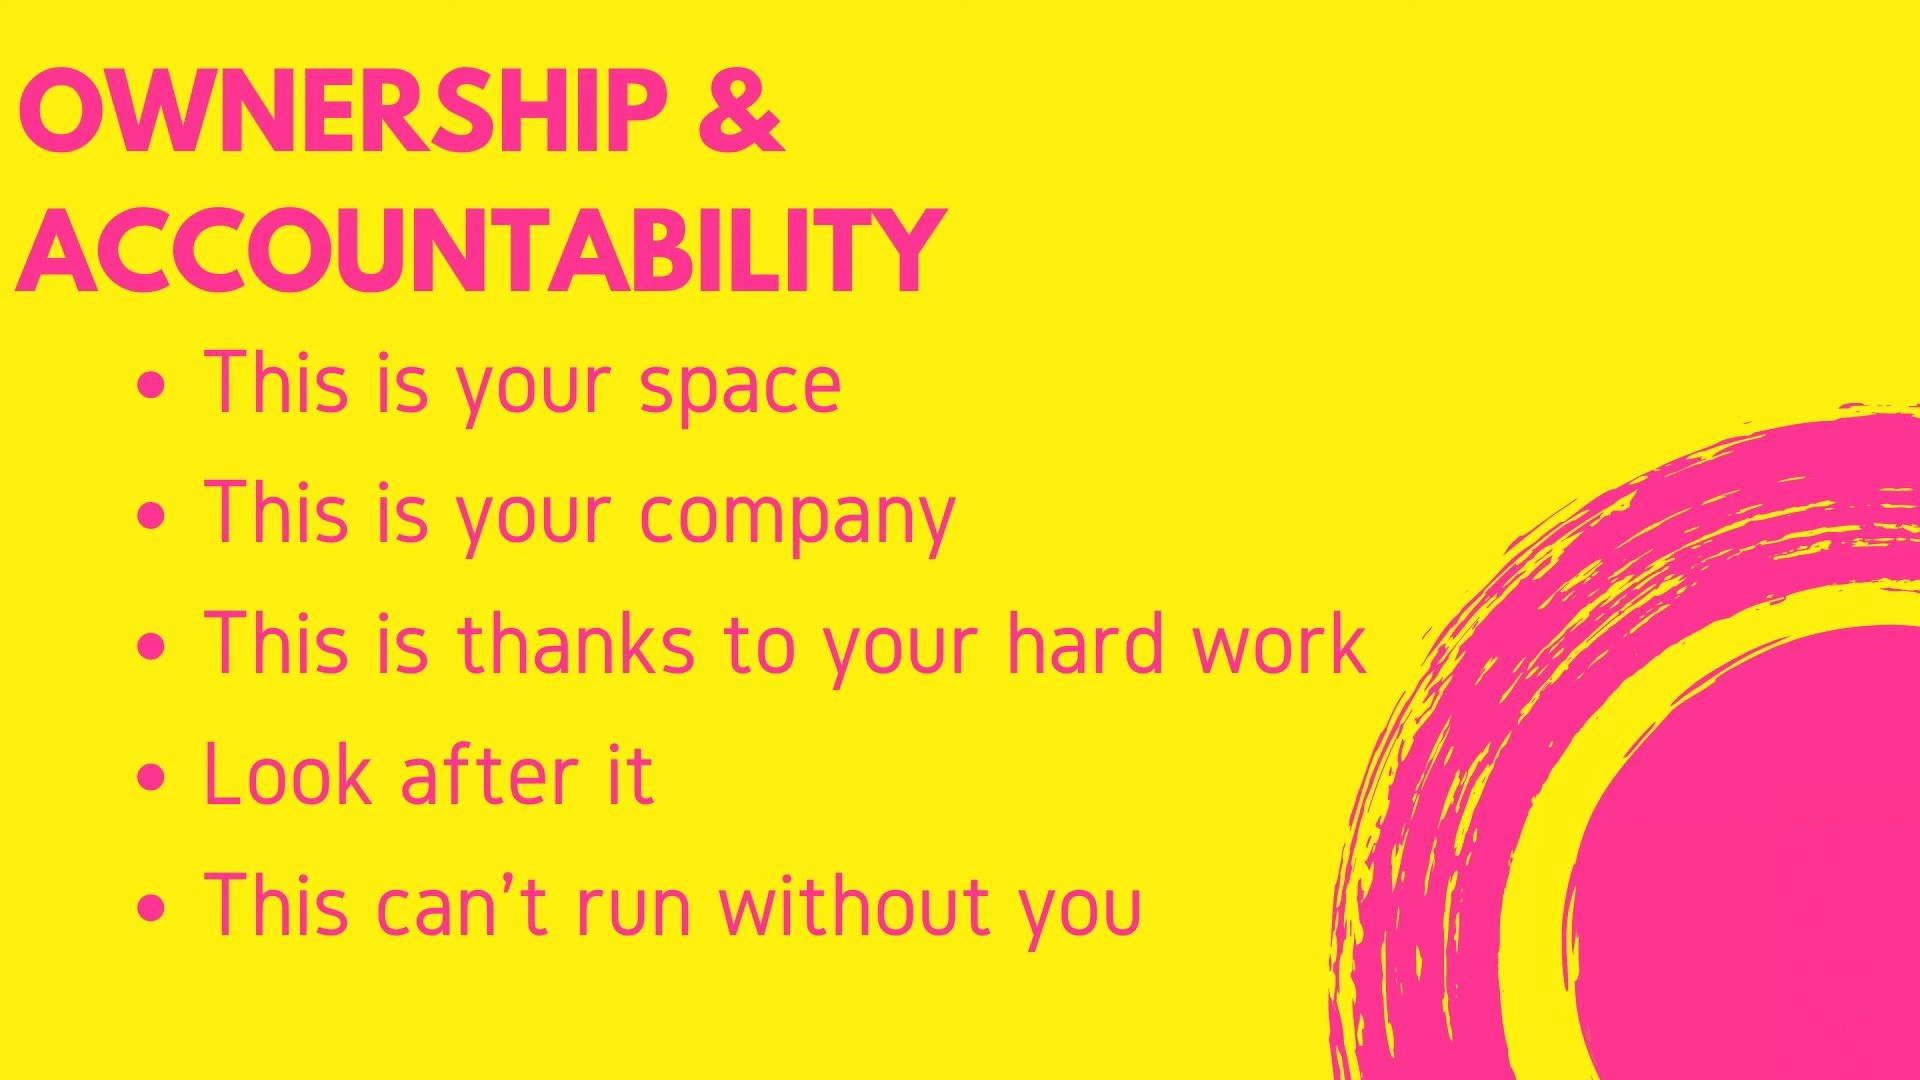 OWNERSHIP &
ACCOUNTABILITY
• This is your space
• This is your company
• This is thanks to your hard work
• Look after it
• This can’t run without you